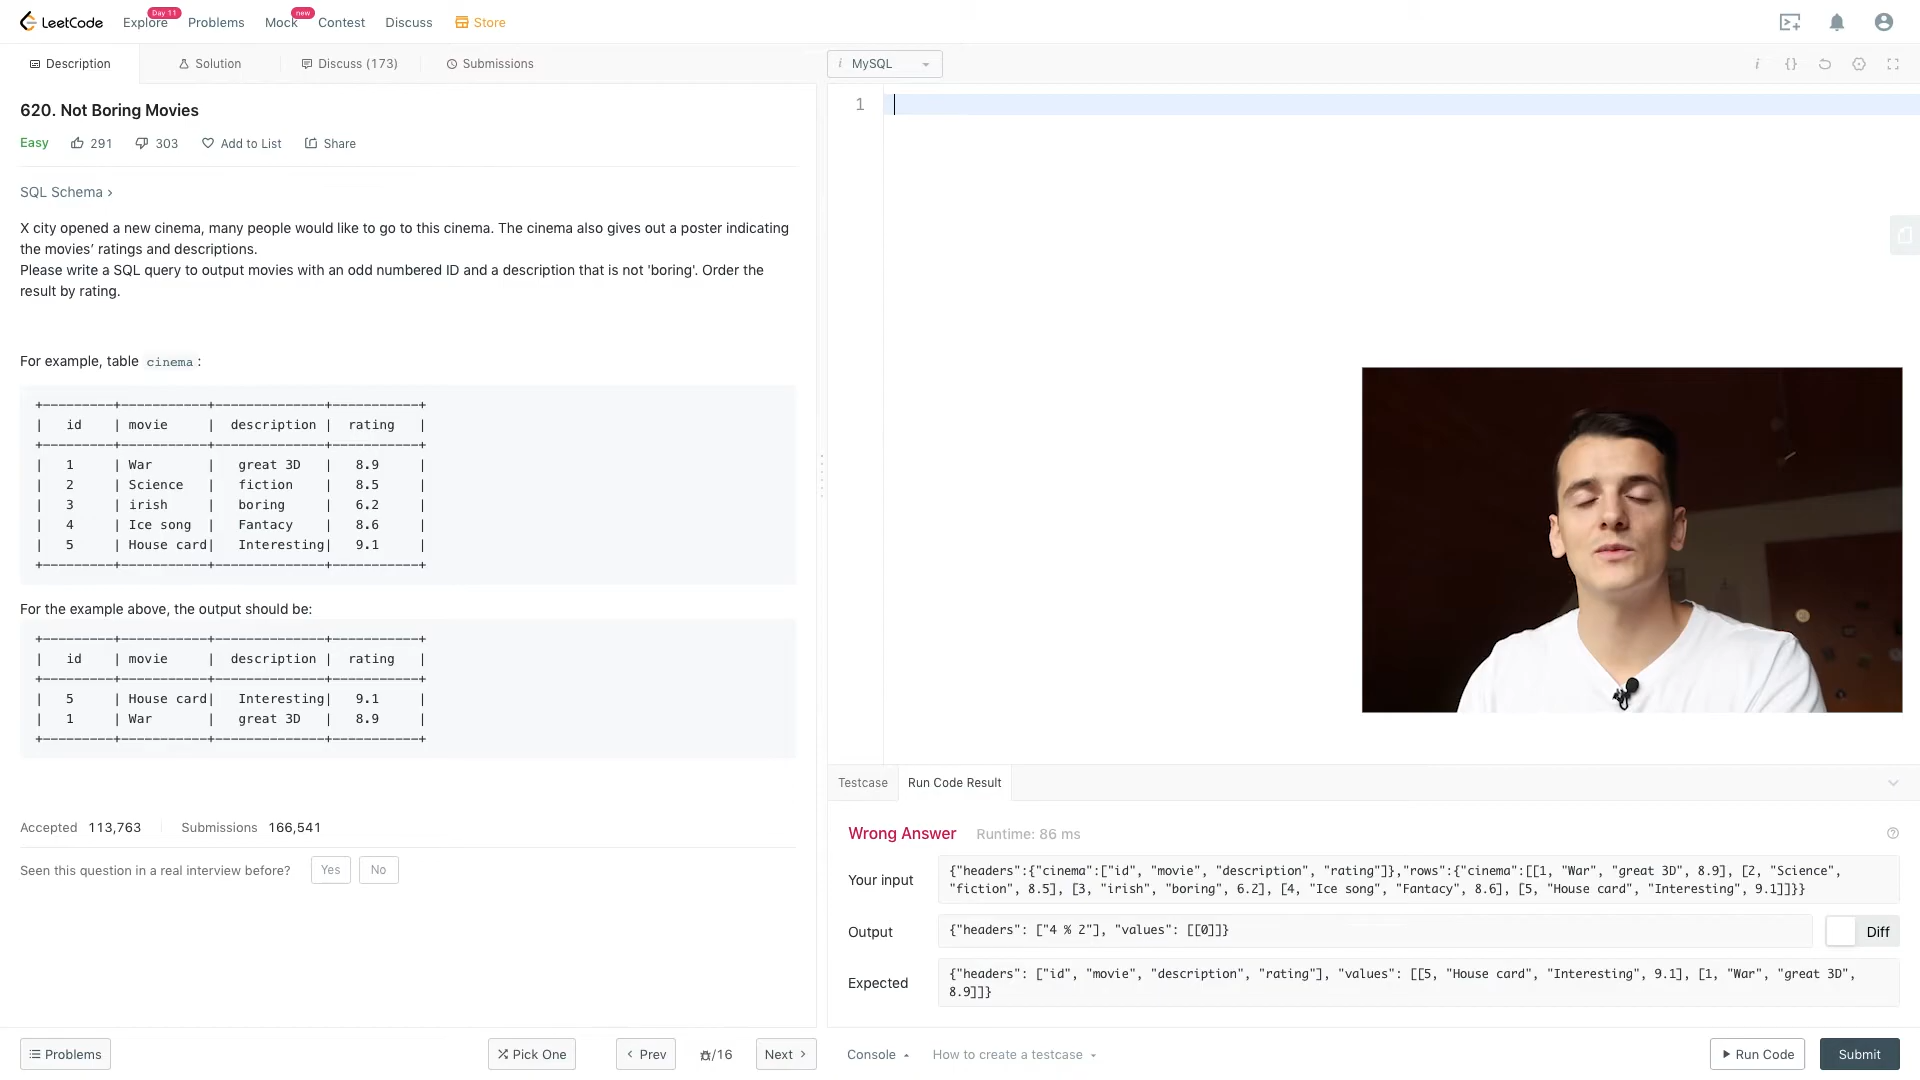 LeetCode
Explore
Day 11
Problems
Mock
new
Contest
Discuss
Store
Description
Solution
Discuss (173)
Submissions
i MySQL
i {}
620. Not Boring Movies
Easy 291 303 Add to List Share
SQL Schema ›
X city opened a new cinema, many people would like to go to this cinema. The cinema also gives out a poster indicating
the movies’ ratings and descriptions.
Please write a SQL query to output movies with an odd numbered ID and a description that is not 'boring'. Order the
result by rating.
For example, table cinema :
+---------+-----------+--------------+-----------+
|   id    | movie     |  description |  rating   |
+---------+-----------+--------------+-----------+
|   1     | War       |   great 3D   |   8.9     |
|   2     | Science   |   fiction    |   8.5     |
|   3     | irish     |   boring     |   6.2     |
|   4     | Ice song  |   Fantacy    |   8.6     |
|   5     | House card|   Interesting|   9.1     |
+---------+-----------+--------------+-----------+
For the example above, the output should be:
+---------+-----------+--------------+-----------+
|   id    | movie     |  description |  rating   |
+---------+-----------+--------------+-----------+
|   5     | House card|   Interesting|   9.1     |
|   1     | War       |   great 3D   |   8.9     |
+---------+-----------+--------------+-----------+
Accepted 113,763 Submissions 166,541
Seen this question in a real interview before? Yes No
Problems
Pick One
‹ Prev
/16
Next ›
1
Testcase
Run Code Result
Wrong Answer Runtime: 86 ms
Your input
{"headers":{"cinema":["id", "movie", "description", "rating"]},"rows":{"cinema":[[1, "War", "great 3D", 8.9], [2, "Science",
"fiction", 8.5], [3, "irish", "boring", 6.2], [4, "Ice song", "Fantacy", 8.6], [5, "House card", "Interesting", 9.1]]}}
Output
{"headers": ["4 % 2"], "values": [[0]]}
Diff
Expected
{"headers": ["id", "movie", "description", "rating"], "values": [[5, "House card", "Interesting", 9.1], [1, "War", "great 3D",
8.9]]}
Console
How to create a testcase
Run Code
Submit